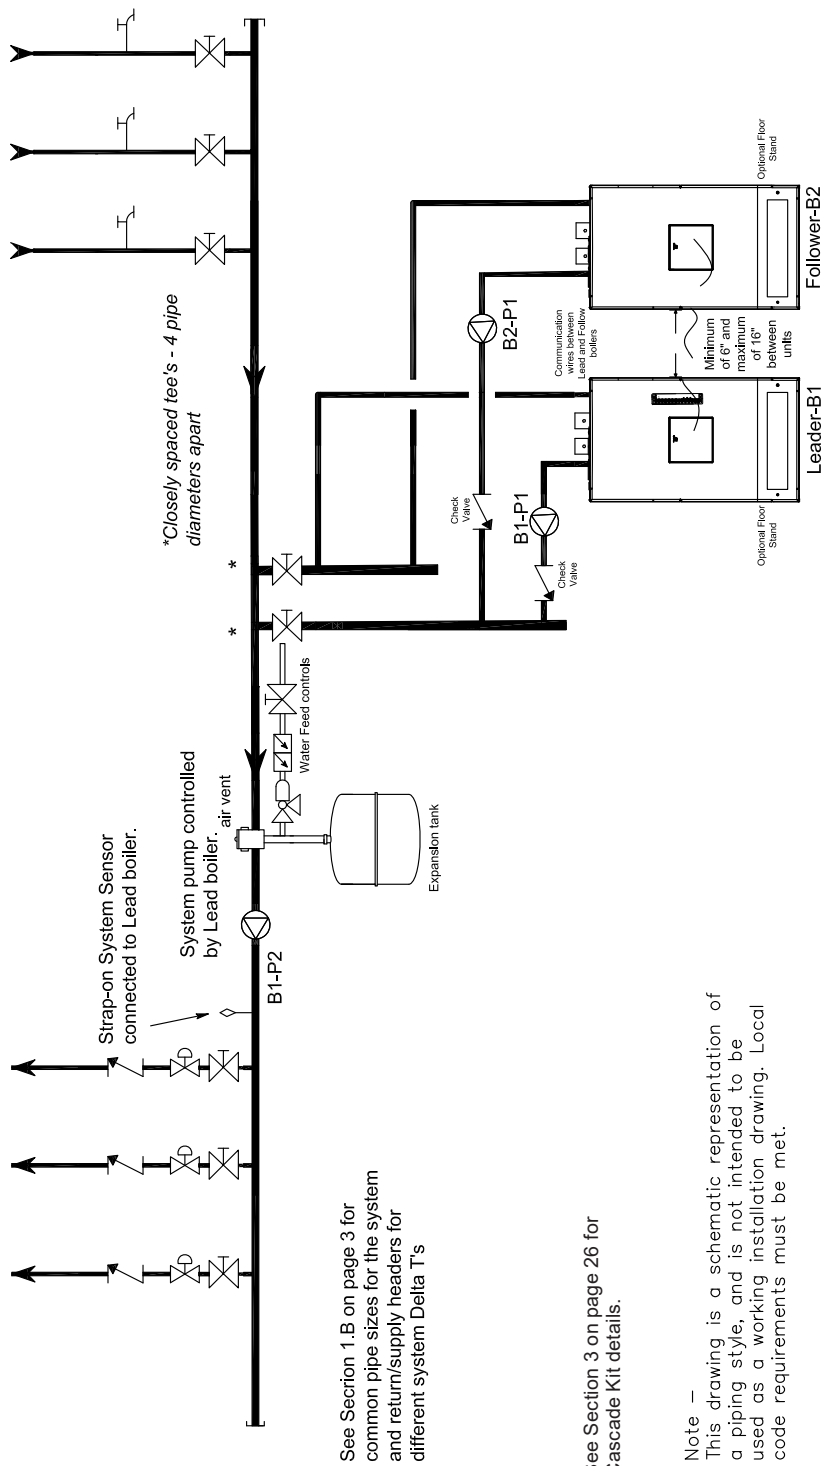 *Closely spaced tee's - 4 pipe
diameters apart
*
*
Strap-on System Sensor
connected to Lead boiler.
System pump controlled
by Lead boiler.
air vent
B1-P2
Water Feed controls
Expansion tank
Check
Valve
Check
Valve
B2-P1
B1-P1
Communication
wires between
Lead and Follow
boilers
Optional Floor
Stand
Follower-B2
Minimum
of 6" and
maximum
of 16"
between
units
Optional Floor
Stand
Leader-B1
See Secrion 1.B on page 3 for
common pipe sizes for the system
and return/supply headers for
different system Delta T's
See Section 3 on page 26 for
Cascade Kit details.
Note –
This drawing is a schematic representation of
a piping style, and is not intended to be
used as a working installation drawing. Local
code requirements must be met.